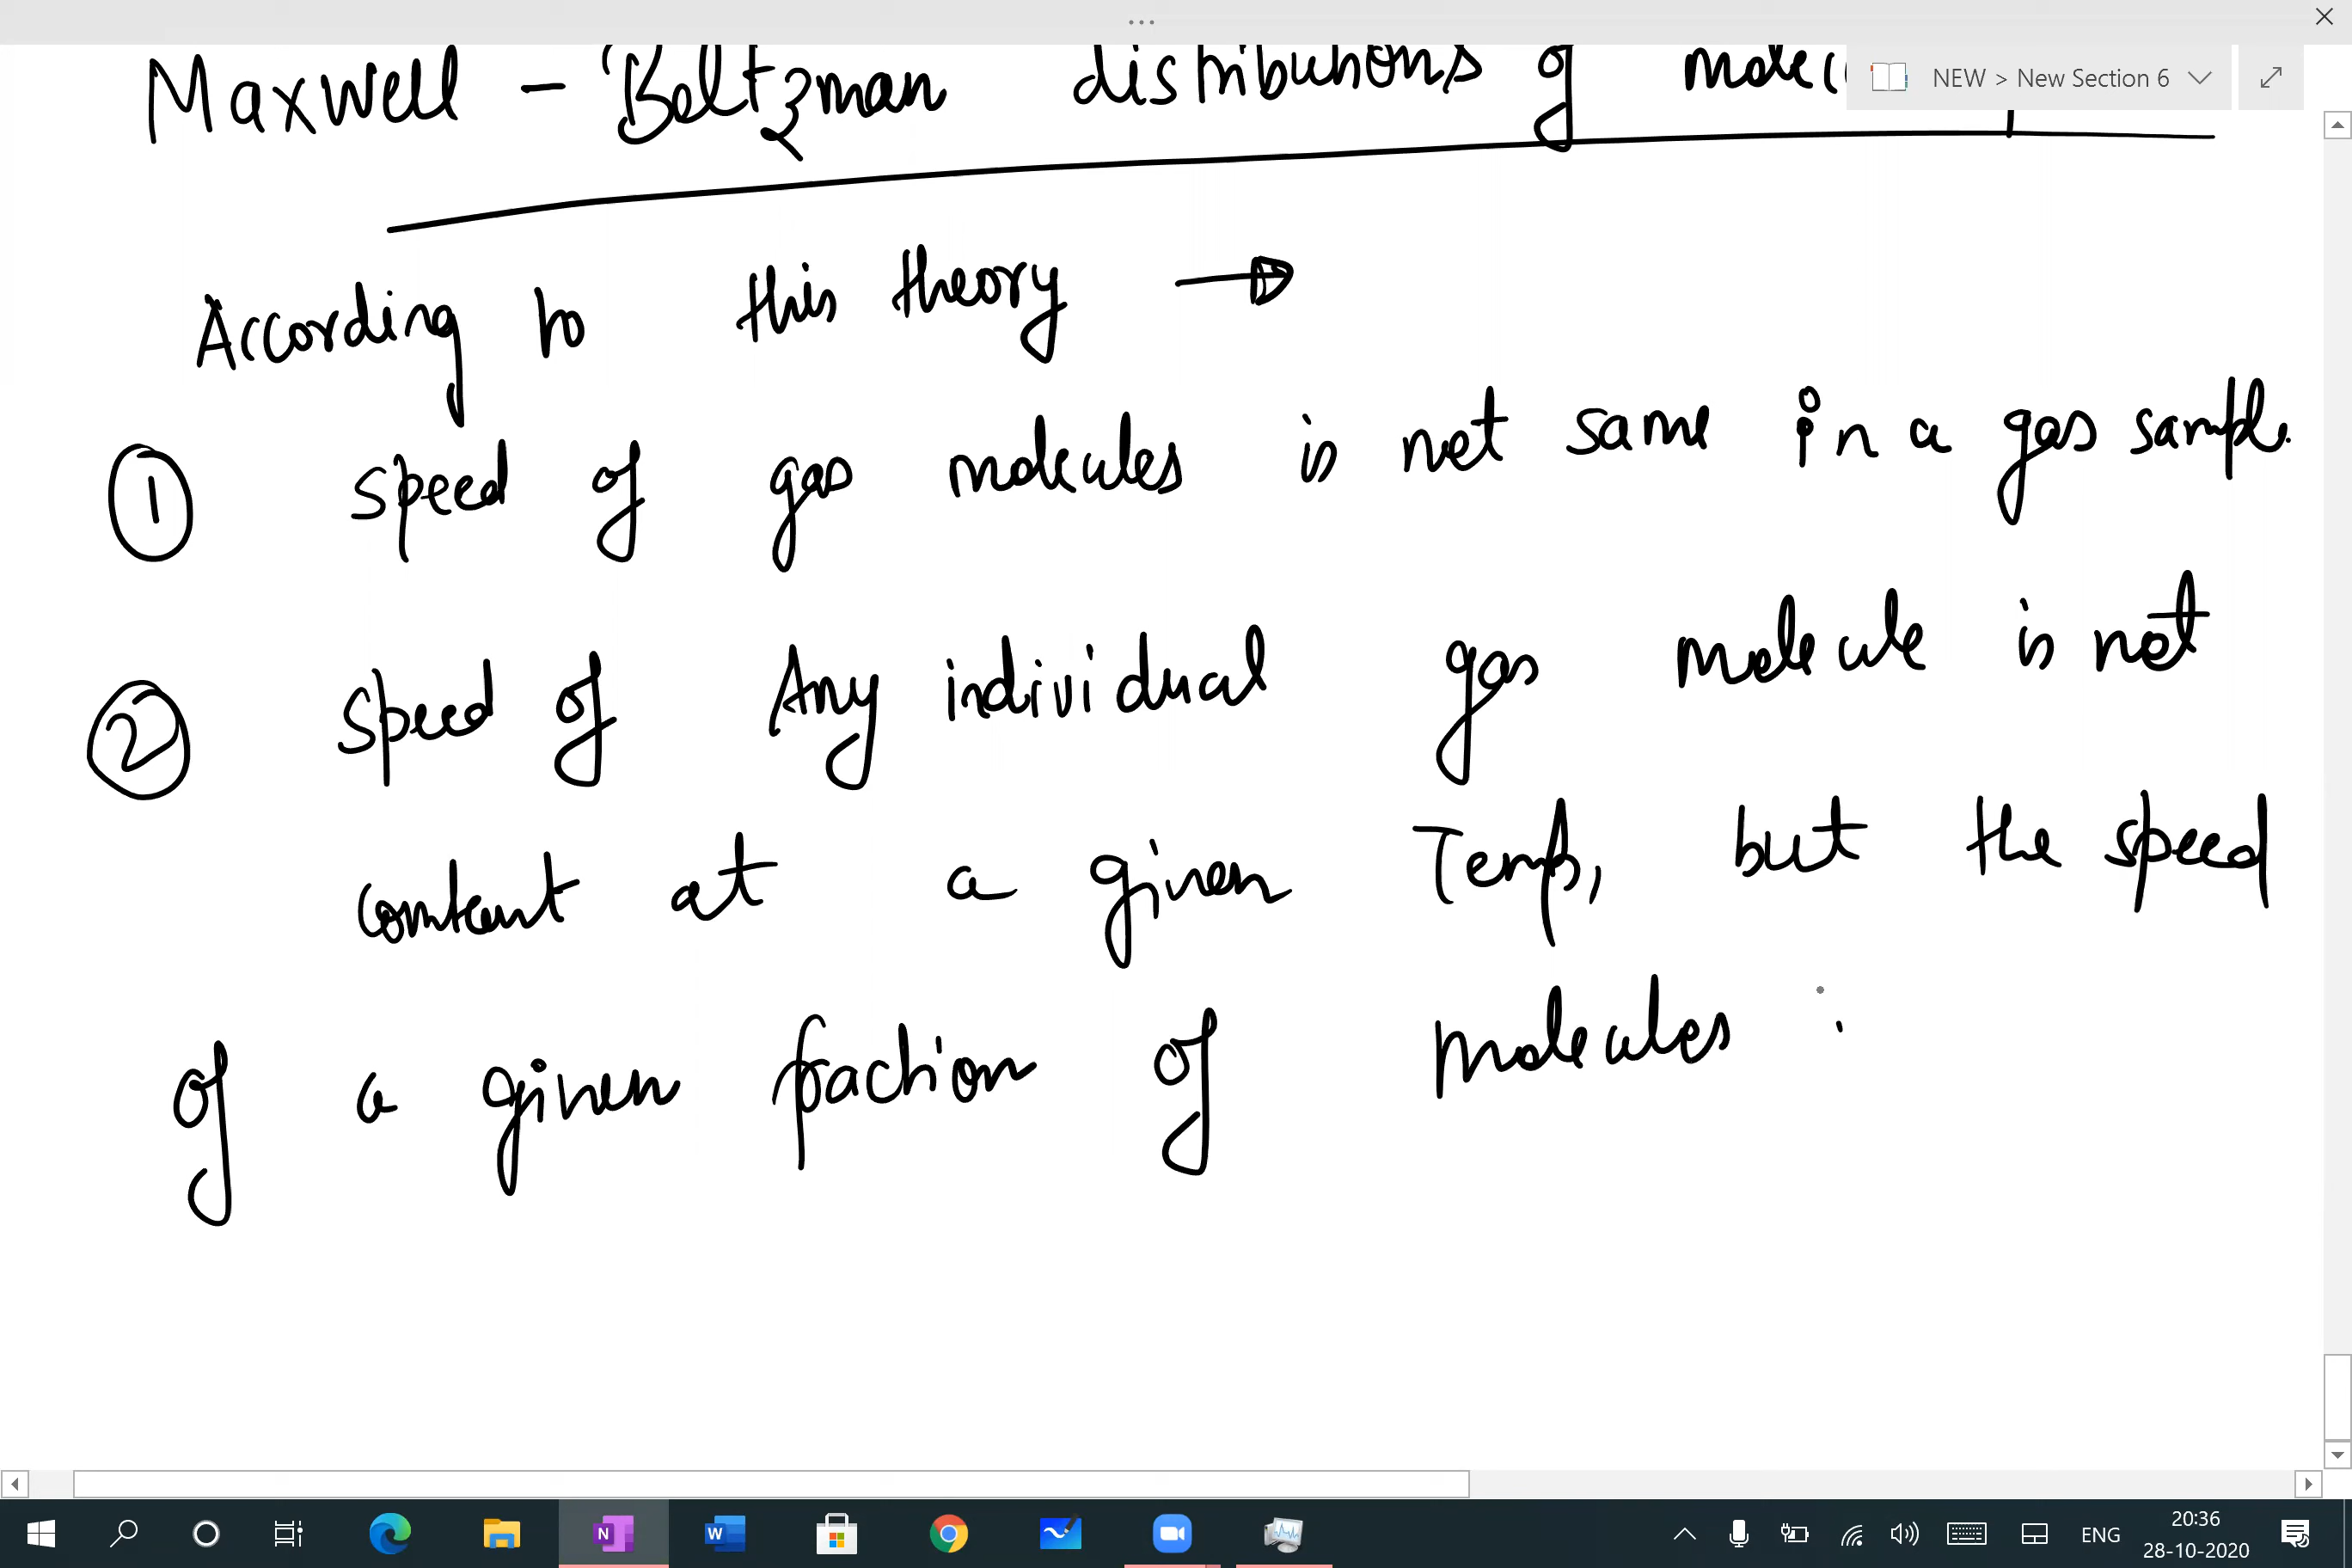 ...
NEW > New Section 6
Maxwell - Boltzman distributions of molec
According to this theory →
① speed of gas molecules is not same in a gas sample.
② speed of Any individual gas molecule is not
constant at a given Temp, but the speed
of a given fraction of molecules
ENG
20:36
28-10-2020